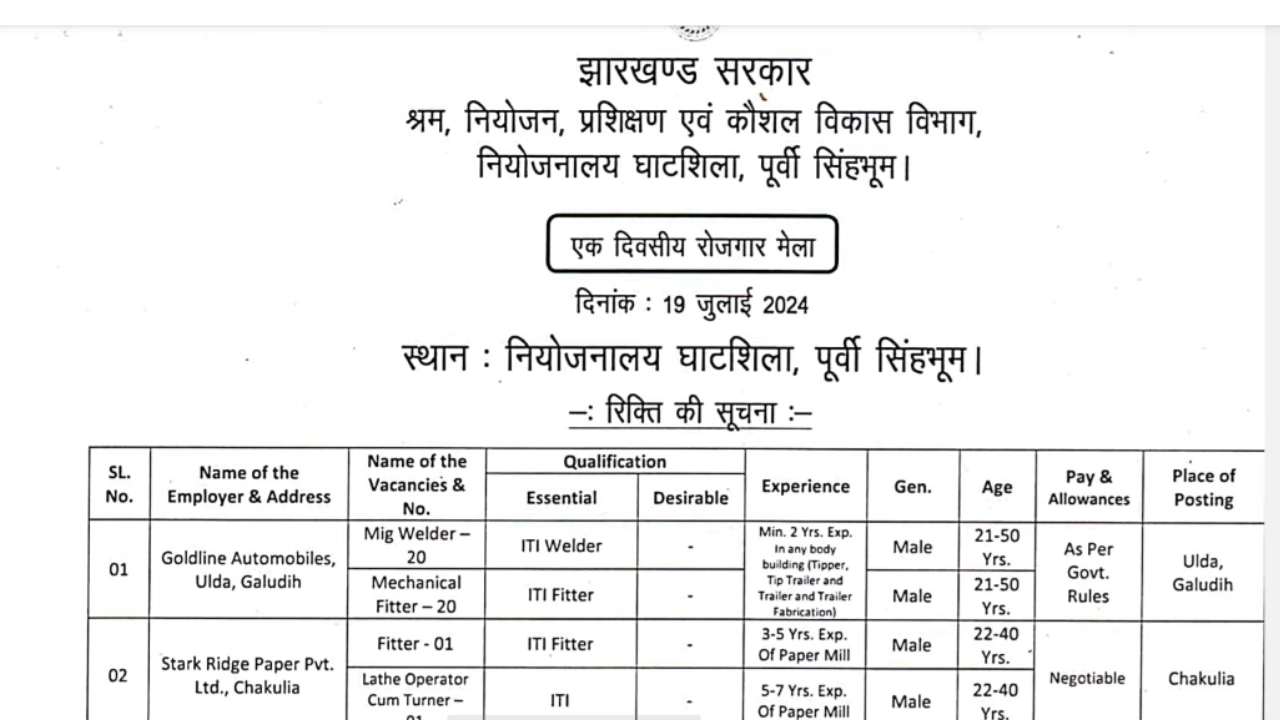 झारखण्ड सरकार
श्रम, नियोजन, प्रशिक्षण एवं कौशल विकास विभाग,
नियोजनालय घाटशिला, पूर्वी सिंहभूम।
एक दिवसीय रोजगार मेला
दिनांक : 19 जुलाई 2024
स्थान : नियोजनालय घाटशिला, पूर्वी सिंहभूम।
–: रिक्ति की सूचना :–
SL. No.
Name of the
Employer & Address
Name of the
Vacancies &
No.
Qualification
Essential
Desirable
Experience
Gen.
Age
Pay &
Allowances
Place of
Posting
01
Goldline Automobiles,
Ulda, Galudih
Mig Welder –
20
ITI Welder
-
Min. 2 Yrs. Exp.
In any body
building (Tipper,
Tip Trailer and
Trailer and Trailer
Fabrication)
Male
21-50
Yrs.
As Per
Govt.
Rules
Ulda,
Galudih
Mechanical
Fitter – 20
ITI Fitter
-
Male
21-50
Yrs.
02
Stark Ridge Paper Pvt.
Ltd., Chakulia
Fitter - 01
ITI Fitter
-
3-5 Yrs. Exp.
Of Paper Mill
Male
22-40
Yrs.
Negotiable
Chakulia
Lathe Operator
Cum Turner –
ITI
-
5-7 Yrs. Exp.
Of Paper Mill
Male
22-40
Yrs.